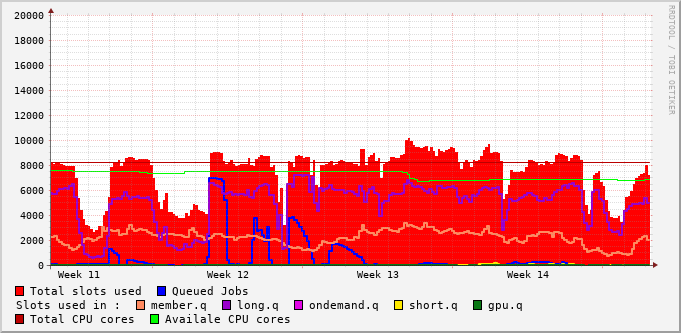 20000
18000
16000
14000
12000
10000
8000
6000
4000
2000
0
Week 11 Week 12 Week 13 Week 14
Total slots used Queued Jobs
Slots used in : member.q long.q ondemand.q short.q gpu.q
Total CPU cores Availale CPU cores
RRDTOOL / TOBI OETIKER